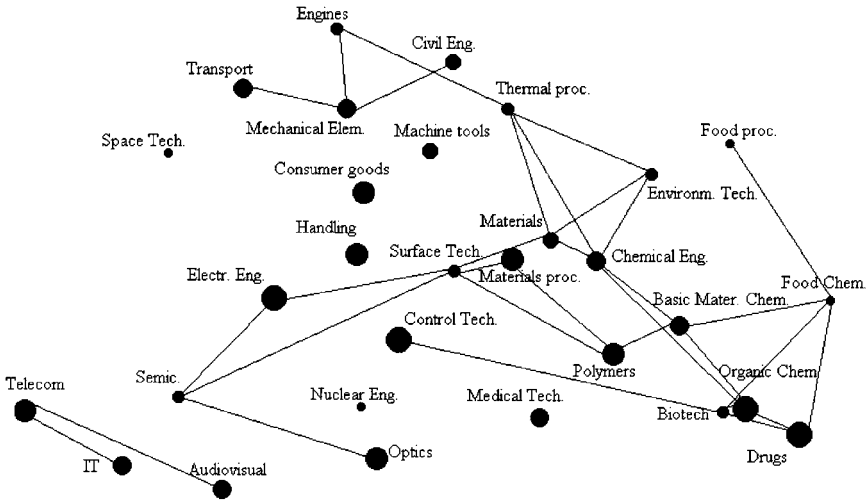 Engines
Civil Eng.
Transport
Thermal proc.
Mechanical Elem.
Machine tools
Food proc.
Space Tech.
Consumer goods
Environm. Tech.
Handling
Materials
Surface Tech.
Chemical Eng.
Electr. Eng.
Materials proc.
Food Chem.
Basic Mater. Chem.
Control Tech.
Polymers
Organic Chem
Telecom
Semic.
Nuclear Eng.
Medical Tech.
Biotech
Optics
Drugs
IT
Audiovisual